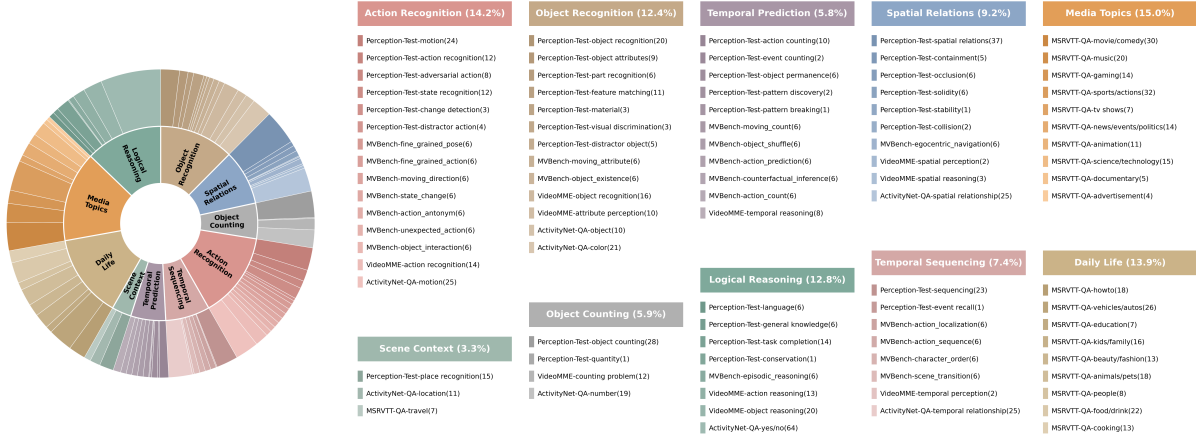 Logical
Reasoning
Object
Recognition
Spatial
Relations
Object
Counting
Action
Recognition
Temporal
Sequencing
Temporal
Prediction
Scene
Context
Daily
Life
Media
Topics
Action Recognition (14.2%)
Perception-Test-motion(24)
Perception-Test-action recognition(12)
Perception-Test-adversarial action(8)
Perception-Test-state recognition(12)
Perception-Test-change detection(3)
Perception-Test-distractor action(4)
MVBench-fine_grained_pose(6)
MVBench-fine_grained_action(6)
MVBench-moving_direction(6)
MVBench-state_change(6)
MVBench-action_antonym(6)
MVBench-unexpected_action(6)
MVBench-object_interaction(6)
VideoMME-action recognition(14)
ActivityNet-QA-motion(25)
Scene Context (3.3%)
Perception-Test-place recognition(15)
ActivityNet-QA-location(11)
MSRVTT-QA-travel(7)
Object Recognition (12.4%)
Perception-Test-object recognition(20)
Perception-Test-object attributes(9)
Perception-Test-part recognition(6)
Perception-Test-feature matching(11)
Perception-Test-material(3)
Perception-Test-visual discrimination(3)
Perception-Test-distractor object(5)
MVBench-moving_attribute(6)
MVBench-object_existence(6)
VideoMME-object recognition(16)
VideoMME-attribute perception(10)
ActivityNet-QA-object(10)
ActivityNet-QA-color(21)
Object Counting (5.9%)
Perception-Test-object counting(28)
Perception-Test-quantity(1)
VideoMME-counting problem(12)
ActivityNet-QA-number(19)
Temporal Prediction (5.8%)
Perception-Test-action counting(10)
Perception-Test-event counting(2)
Perception-Test-object permanence(6)
Perception-Test-pattern discovery(2)
Perception-Test-pattern breaking(1)
MVBench-moving_count(6)
MVBench-object_shuffle(6)
MVBench-action_prediction(6)
MVBench-counterfactual_inference(6)
MVBench-action_count(6)
VideoMME-temporal reasoning(8)
Logical Reasoning (12.8%)
Perception-Test-language(6)
Perception-Test-general knowledge(6)
Perception-Test-task completion(14)
Perception-Test-conservation(1)
MVBench-episodic_reasoning(6)
VideoMME-action reasoning(13)
VideoMME-object reasoning(20)
ActivityNet-QA-yes/no(64)
Spatial Relations (9.2%)
Perception-Test-spatial relations(37)
Perception-Test-containment(5)
Perception-Test-occlusion(6)
Perception-Test-solidity(6)
Perception-Test-stability(1)
Perception-Test-collision(2)
MVBench-egocentric_navigation(6)
VideoMME-spatial perception(2)
VideoMME-spatial reasoning(3)
ActivityNet-QA-spatial relationship(25)
Temporal Sequencing (7.4%)
Perception-Test-sequencing(23)
Perception-Test-event recall(1)
MVBench-action_localization(6)
MVBench-action_sequence(6)
MVBench-character_order(6)
MVBench-scene_transition(6)
VideoMME-temporal perception(2)
ActivityNet-QA-temporal relationship(25)
Media Topics (15.0%)
MSRVTT-QA-movie/comedy(30)
MSRVTT-QA-music(20)
MSRVTT-QA-gaming(14)
MSRVTT-QA-sports/actions(32)
MSRVTT-QA-tv shows(7)
MSRVTT-QA-news/events/politics(14)
MSRVTT-QA-animation(11)
MSRVTT-QA-science/technology(15)
MSRVTT-QA-documentary(5)
MSRVTT-QA-advertisement(4)
Daily Life (13.9%)
MSRVTT-QA-howto(18)
MSRVTT-QA-vehicles/autos(26)
MSRVTT-QA-education(7)
MSRVTT-QA-kids/family(16)
MSRVTT-QA-beauty/fashion(13)
MSRVTT-QA-animals/pets(18)
MSRVTT-QA-people(8)
MSRVTT-QA-food/drink(22)
MSRVTT-QA-cooking(13)